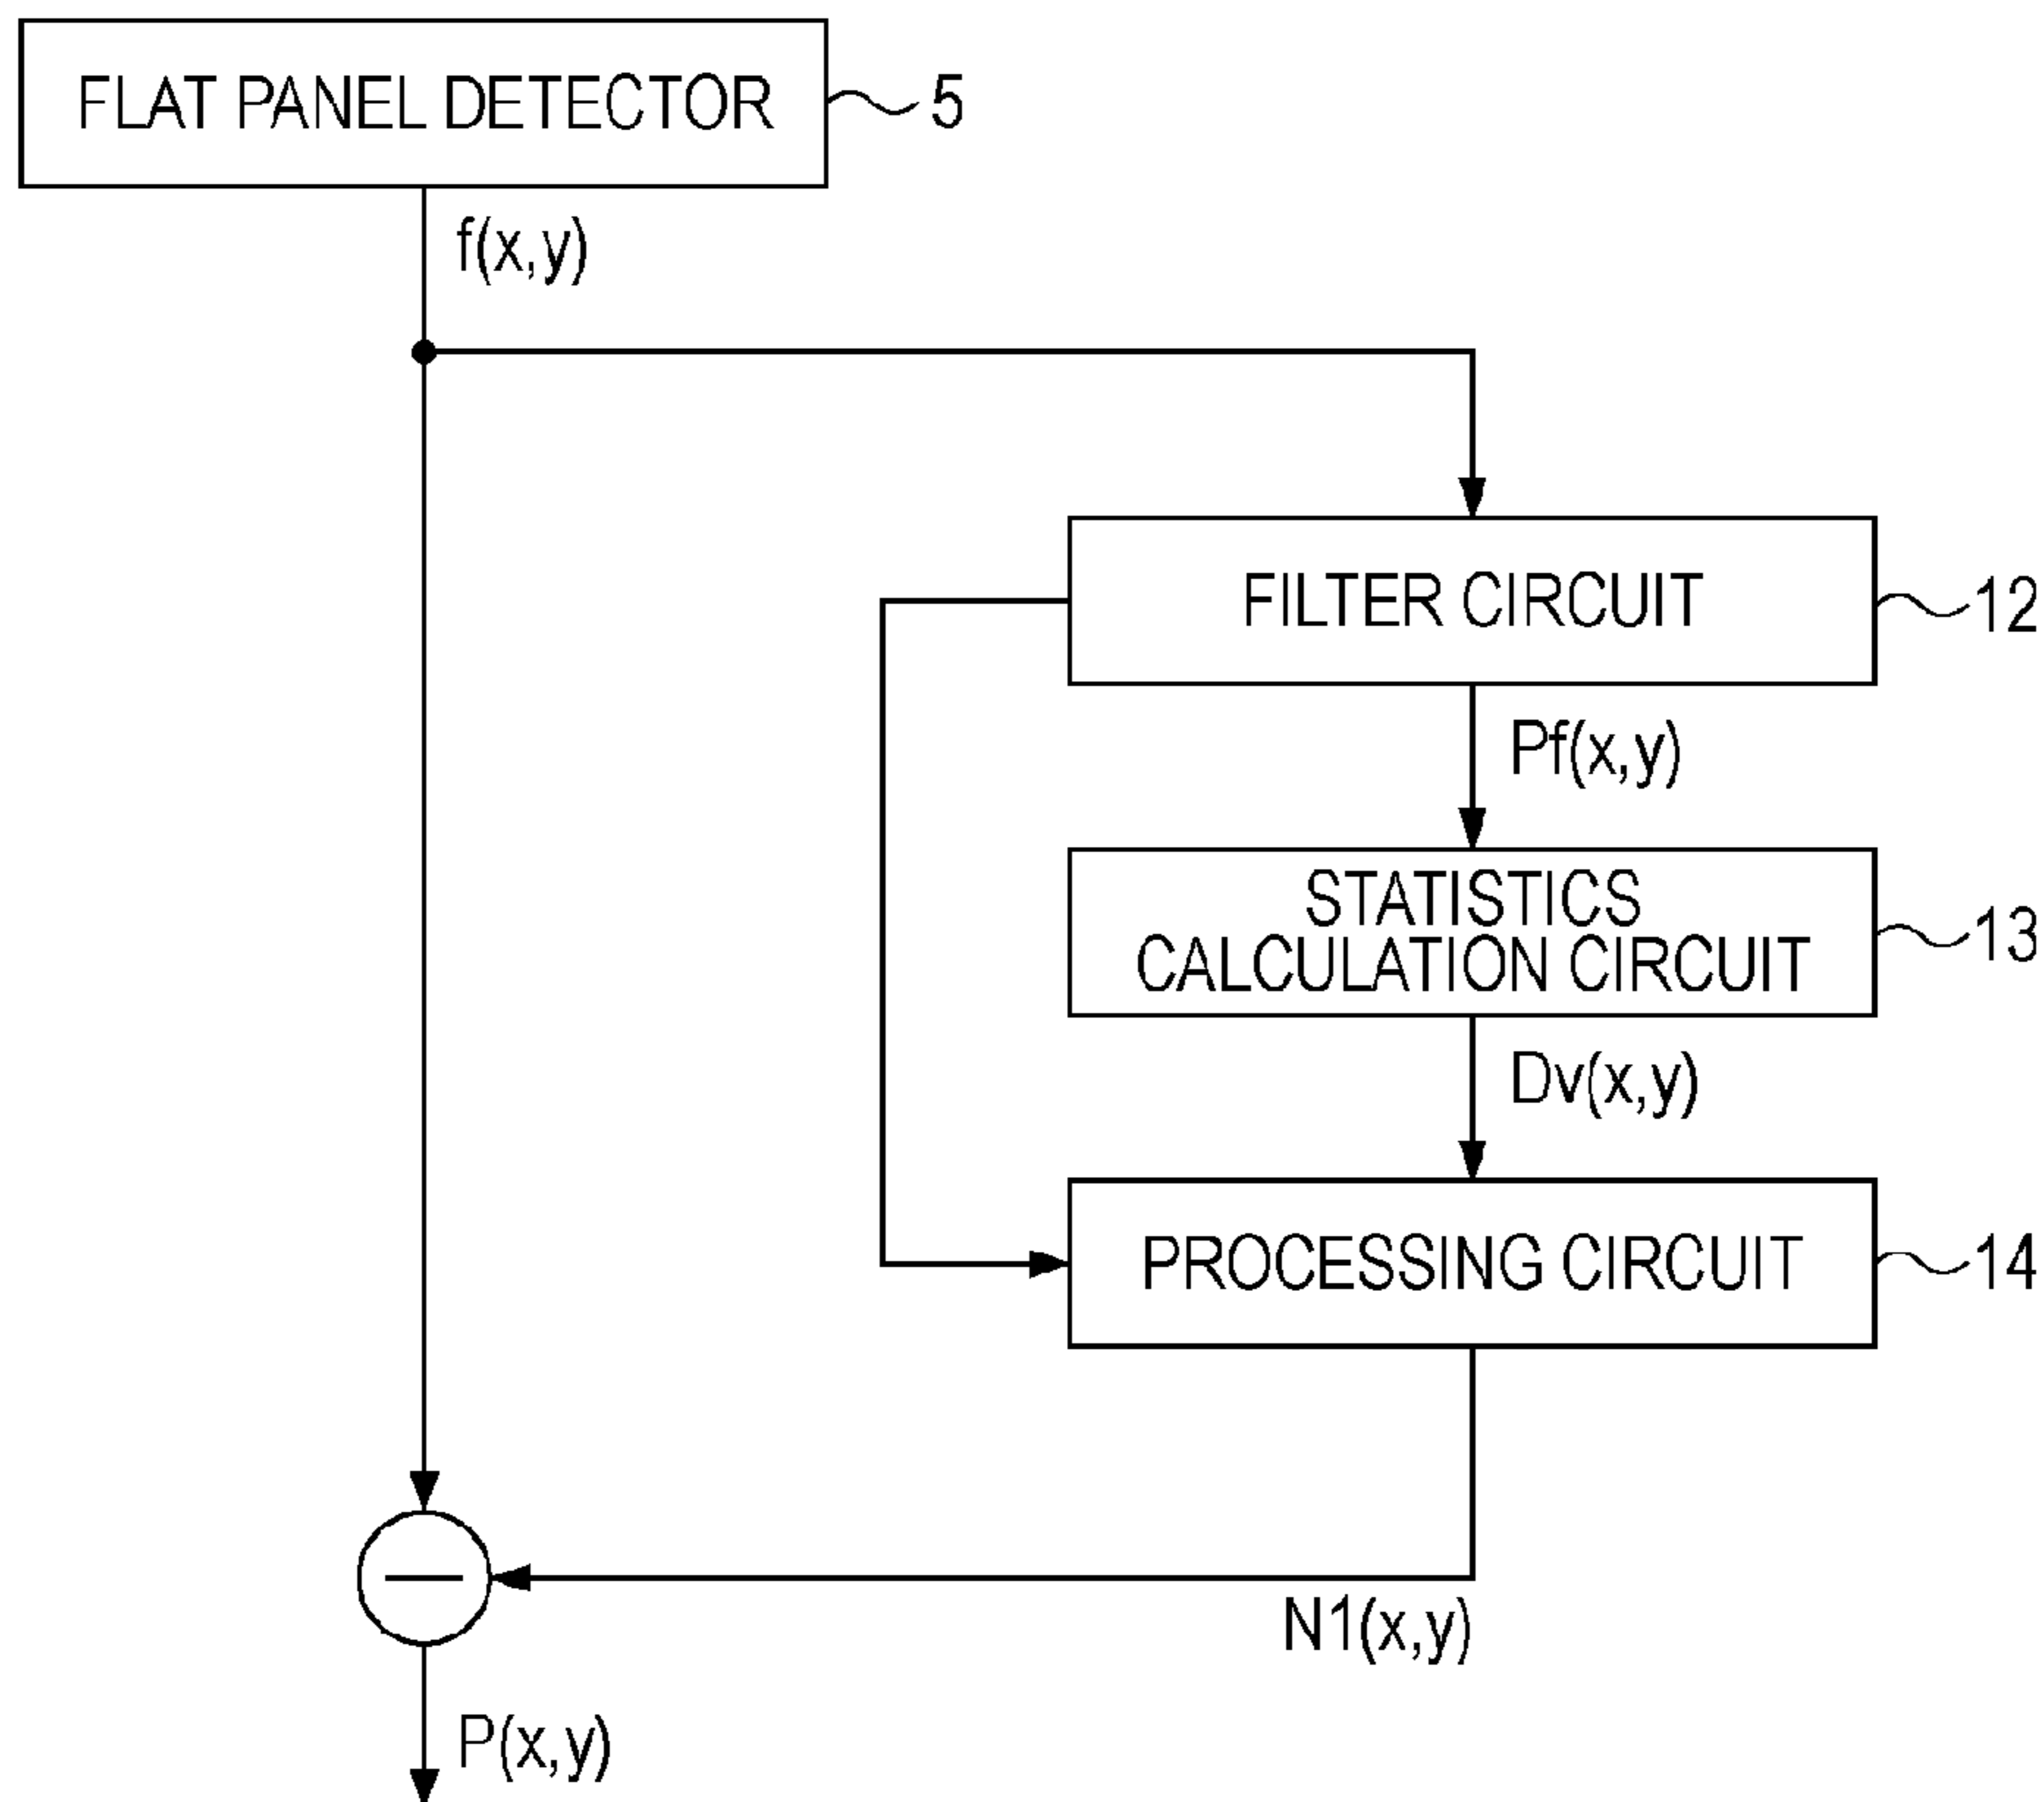 FLAT PANEL DETECTOR
5
f(x,y)
FILTER CIRCUIT
12
Pf(x,y)
STATISTICS
CALCULATION CIRCUIT
13
Dv(x,y)
PROCESSING CIRCUIT
14
N1(x,y)
P(x,y)